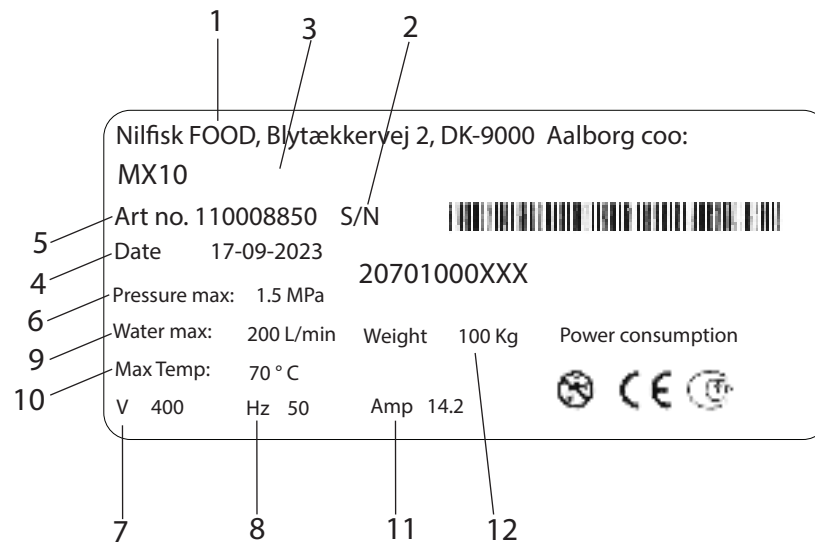 1
3
2
Nilfisk FOOD, Blytækkervej 2, DK-9000 Aalborg coo:
MX10
5 Art no. 110008850 S/N
4 Date 17-09-2023
20701000XXX
6 Pressure max: 1.5 MPa
9 Water max: 200 L/min Weight 100 Kg Power consumption
10 Max Temp: 70 ° C
V 400 Hz 50 Amp 14.2
CE
7 8 11 12